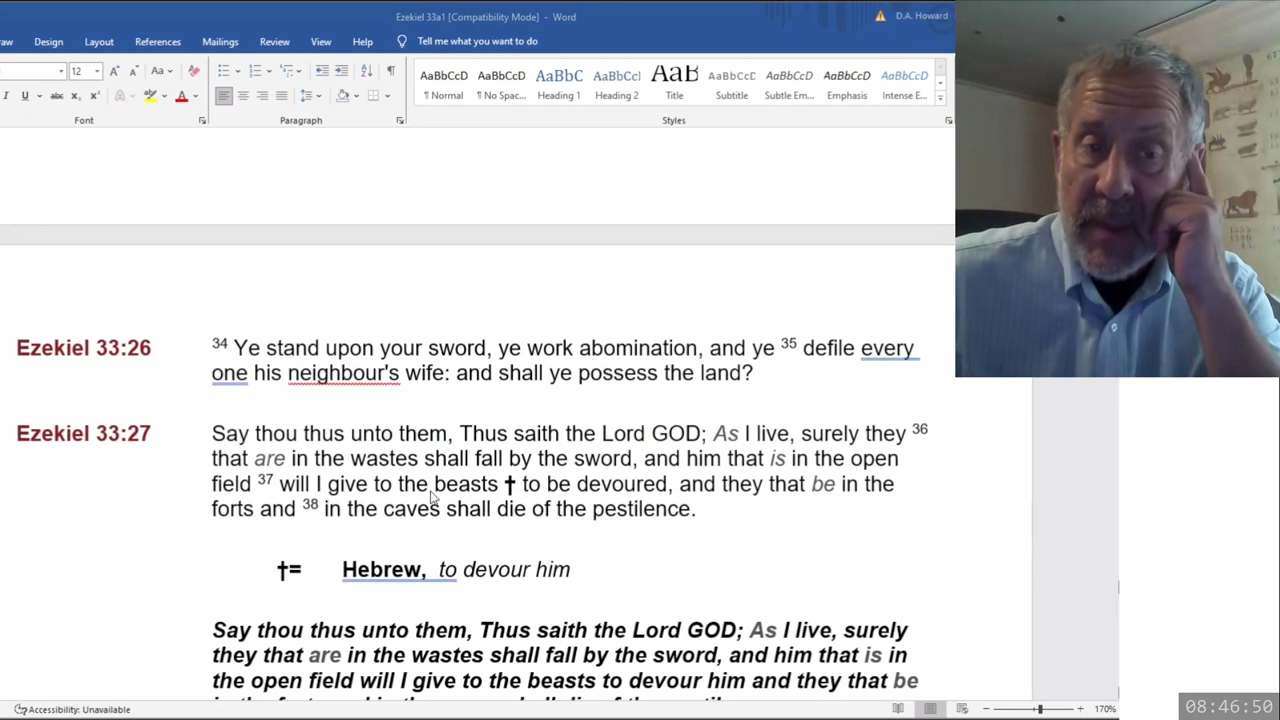 Ezekiel 33a1 [Compatibility Mode] - Word
D.A. Howard
Design Layout References Mailings Review View Help Tell me what you want to do
12
AaBbCcD AaBbCcD AaBbC AaBbCcl AaB AaBbCcD AaBbCcD AaBbCcD AaBbCcD
¶ Normal ¶ No Spac... Heading 1 Heading 2 Title Subtitle Subtle Em... Emphasis Intense E...
Font Paragraph Styles
Ezekiel 33:26 34 Ye stand upon your sword, ye work abomination, and ye 35 defile every
one his neighbour's wife: and shall ye possess the land?
Ezekiel 33:27 Say thou thus unto them, Thus saith the Lord GOD; As I live, surely they 36
that are in the wastes shall fall by the sword, and him that is in the open
field 37 will I give to the beasts † to be devoured, and they that be in the
forts and 38 in the caves shall die of the pestilence.
†= Hebrew, to devour him
Say thou thus unto them, Thus saith the Lord GOD; As I live, surely
they that are in the wastes shall fall by the sword, and him that is in
the open field will I give to the beasts to devour him and they that be
Accessibility: Unavailable
170%
08:46:50